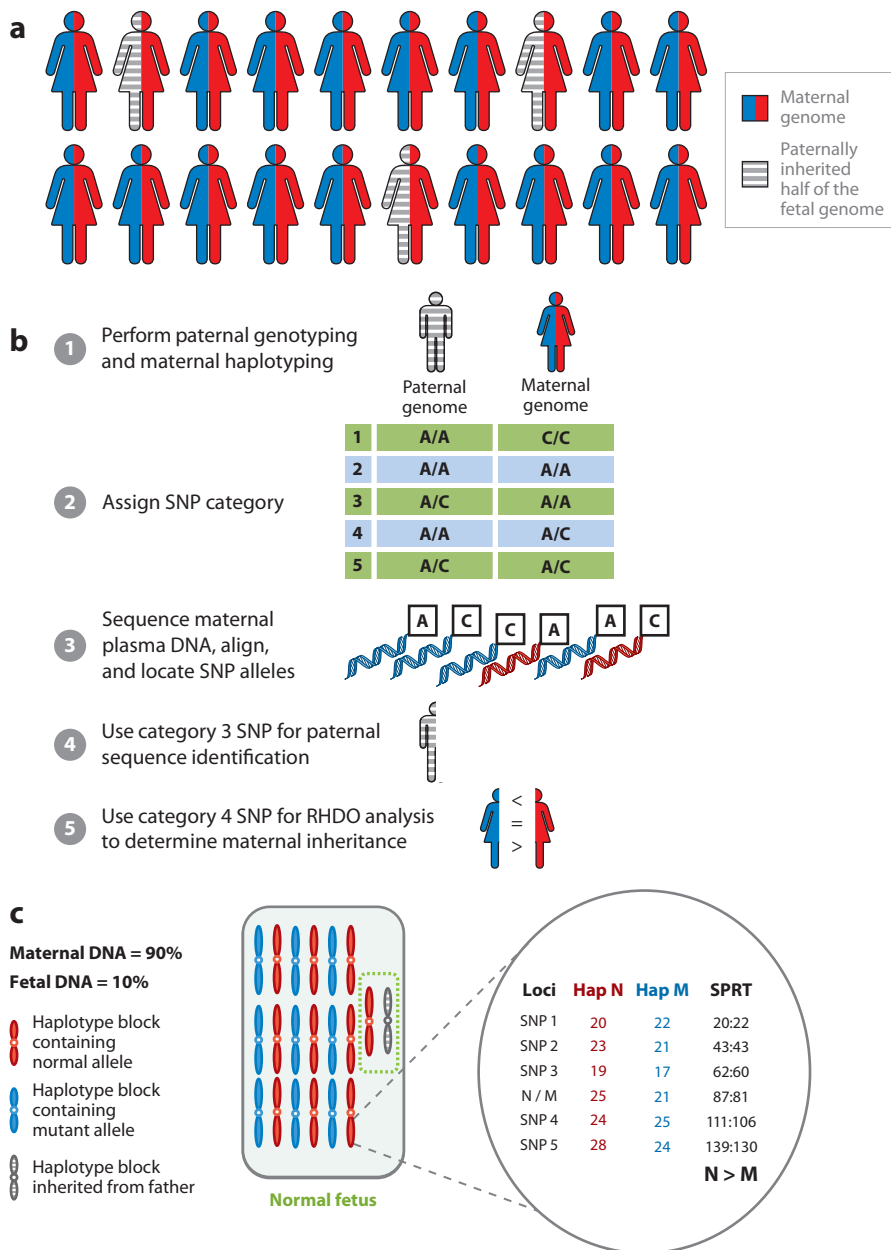 a
Maternal
genome
Paternally
inherited
half of the
fetal genome
b
1 Perform paternal genotyping
and maternal haplotyping
Paternal
genome
Maternal
genome
1 A/A C/C
2 A/A A/A
3 A/C A/A
4 A/A A/C
5 A/C A/C
2 Assign SNP category
3 Sequence maternal
plasma DNA, align,
and locate SNP alleles
A C C A A C
4 Use category 3 SNP for paternal
sequence identification
5 Use category 4 SNP for RHDO analysis
to determine maternal inheritance
<
=
>
c
Maternal DNA = 90%
Fetal DNA = 10%
Haplotype block
containing
normal allele
Haplotype block
containing
mutant allele
Haplotype block
inherited from father
Normal fetus
Loci Hap N Hap M SPRT
SNP 1 20 22 20:22
SNP 2 23 21 43:43
SNP 3 19 17 62:60
N / M 25 21 87:81
SNP 4 24 25 111:106
SNP 5 28 24 139:130
N > M